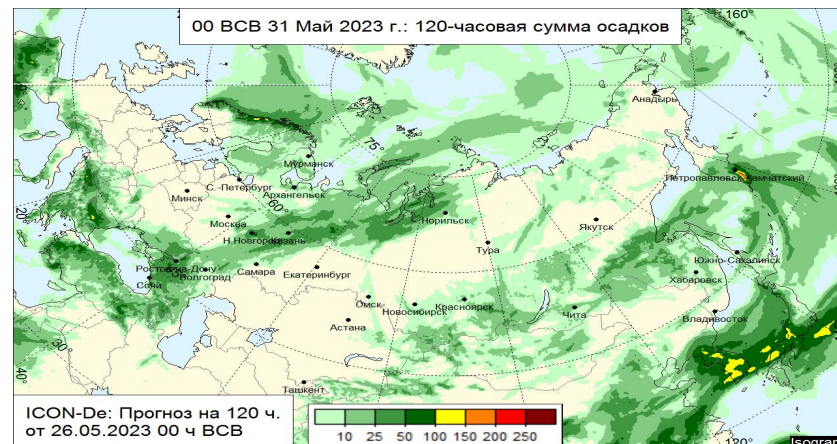 00 ВСВ 31 Май 2023 г.: 120-часовая сумма осадков
160°
Анадырь
75°
Мурманск
Петропавловск-Камчатский
С.-Петербург
Архангельск
Минск
60°
20°
Москва
Норильск
Якутск
Н.Новгород
Казань
Тура
Южно-Сахалинск
Ростов-на-Дону
Самара
Екатеринбург
Хабаровск
Волгоград
Сочи
Омск
Новосибирск
Красноярск
Чита
Астана
Владивосток
30°
40°
Ташкент
ICON-De: Прогноз на 120 ч.
от 26.05.2023 00 ч ВСВ
10 25 50 100 150 200 250
120°
Isograph